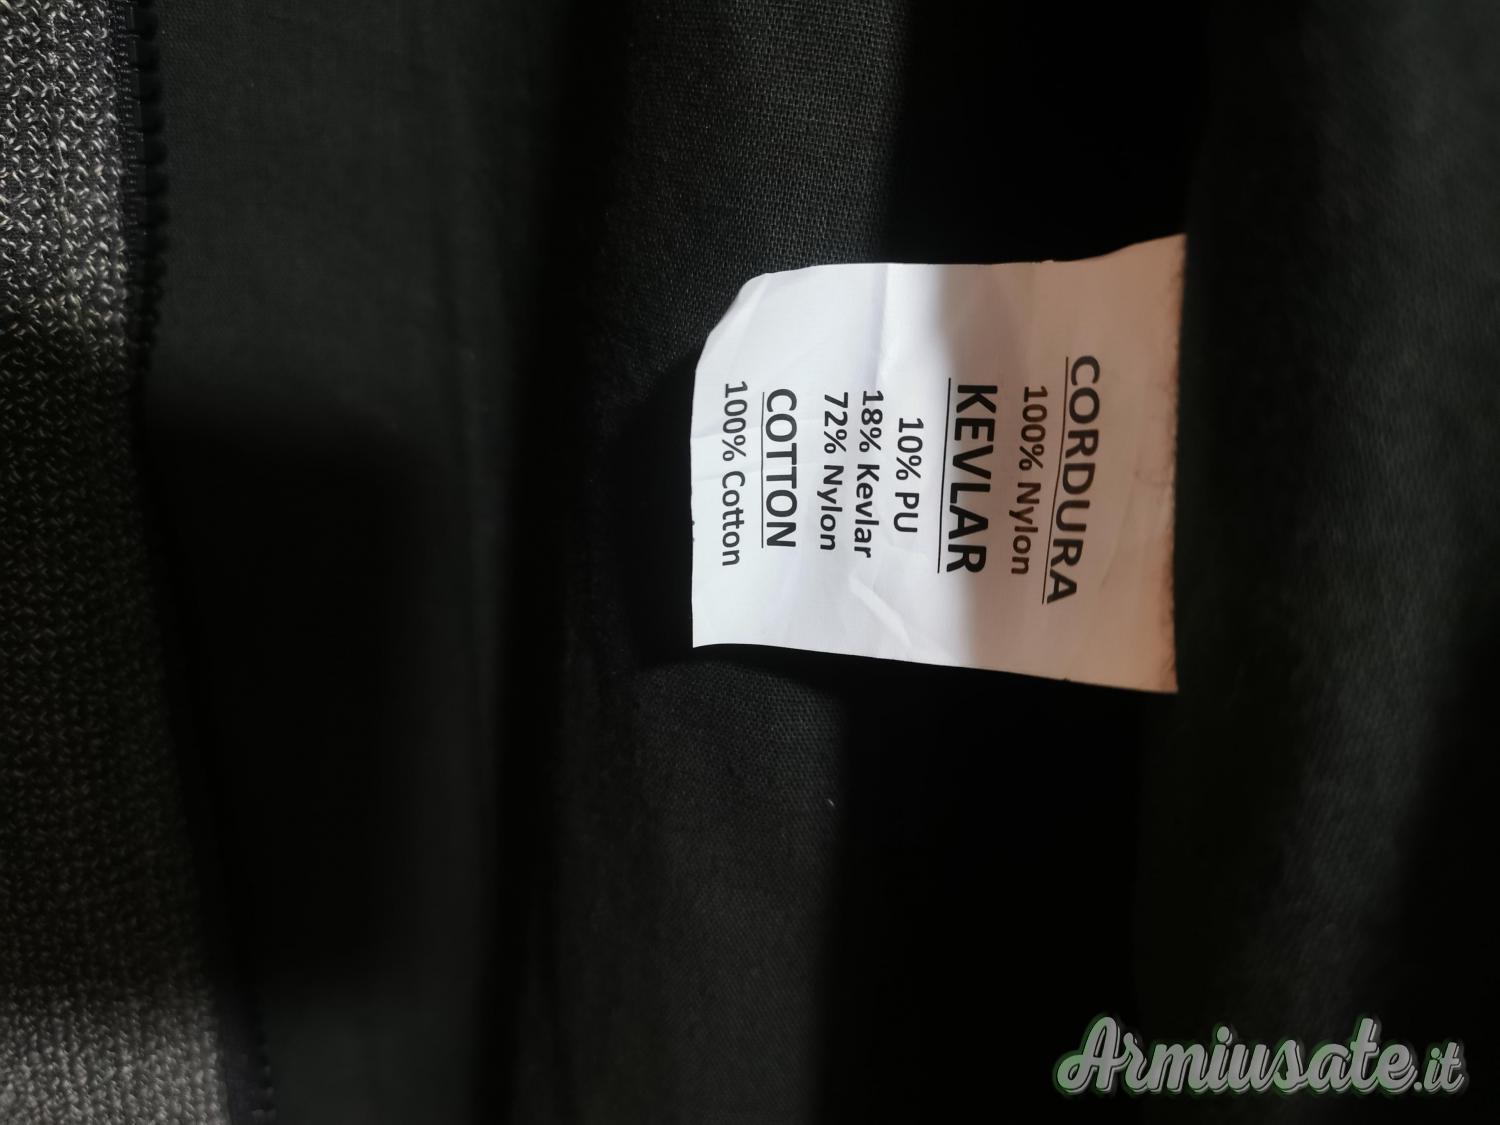 CORDURA
100% Nylon
KEVLAR
10% PU
18% Kevlar
72% Nylon
COTTON
100% Cotton
Armiusate.it